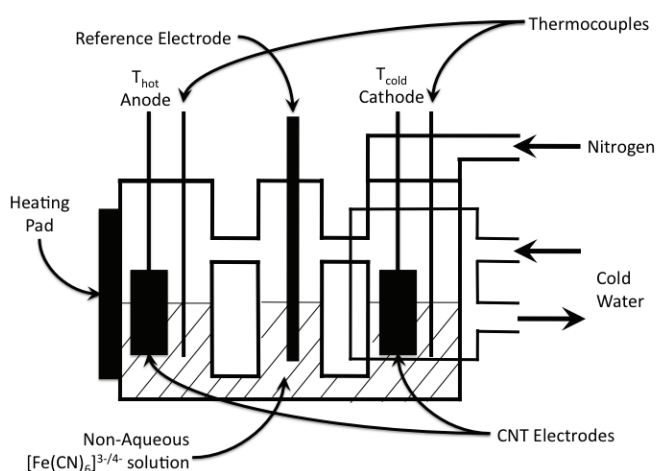 Reference Electrode
Thermocouples
T_hot
Anode
T_cold
Cathode
Nitrogen
Heating
Pad
Cold
Water
Non-Aqueous
[Fe(CN)₆]³⁻/⁴⁻ solution
CNT Electrodes